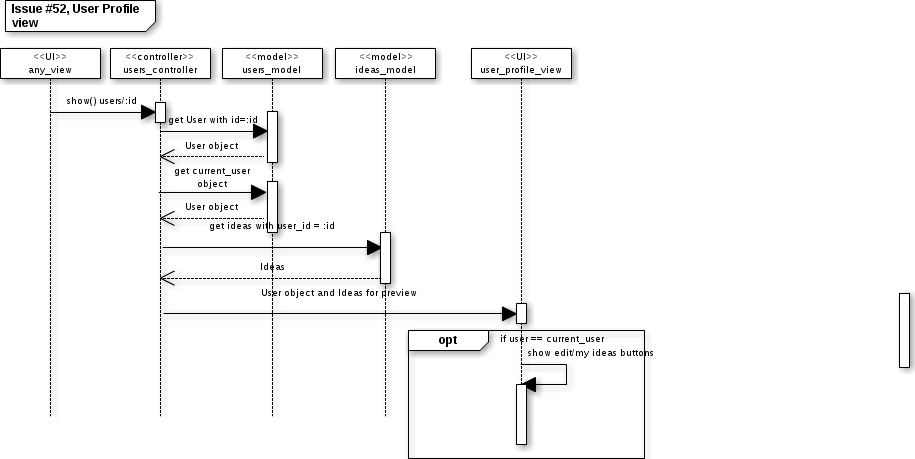 Issue #52, User Profile
view
<<UI>>
any_view
<<controller>>
users_controller
<<model>>
users_model
<<model>>
ideas_model
<<UI>>
user_profile_view
show() users/:id
get User with id=:id
User object
get current_user
object
User object
get ideas with user_id = :id
Ideas
User object and Ideas for preview
opt
if user == current_user
show edit/my ideas buttons